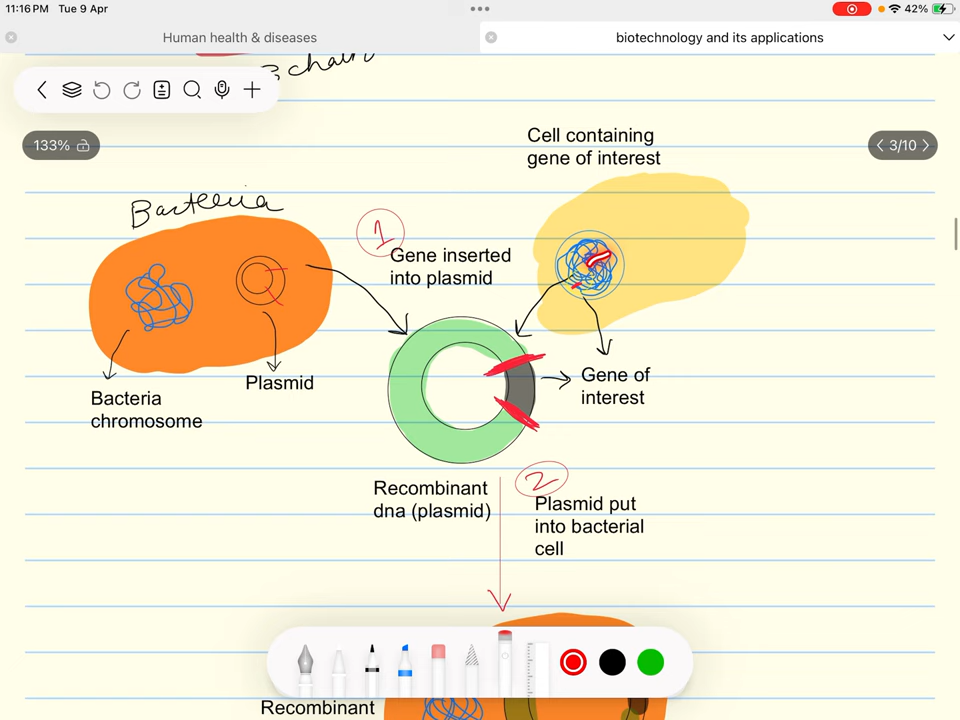 11:16 PM Tue 9 Apr
42%
Human health & diseases
biotechnology and its applications
chain
133%
3/10
Cell containing
gene of interest
Bacteria
1
Gene inserted
into plasmid
Plasmid
Bacteria
chromosome
Gene of
interest
Recombinant
dna (plasmid)
2
Plasmid put
into bacterial
cell
Recombinant